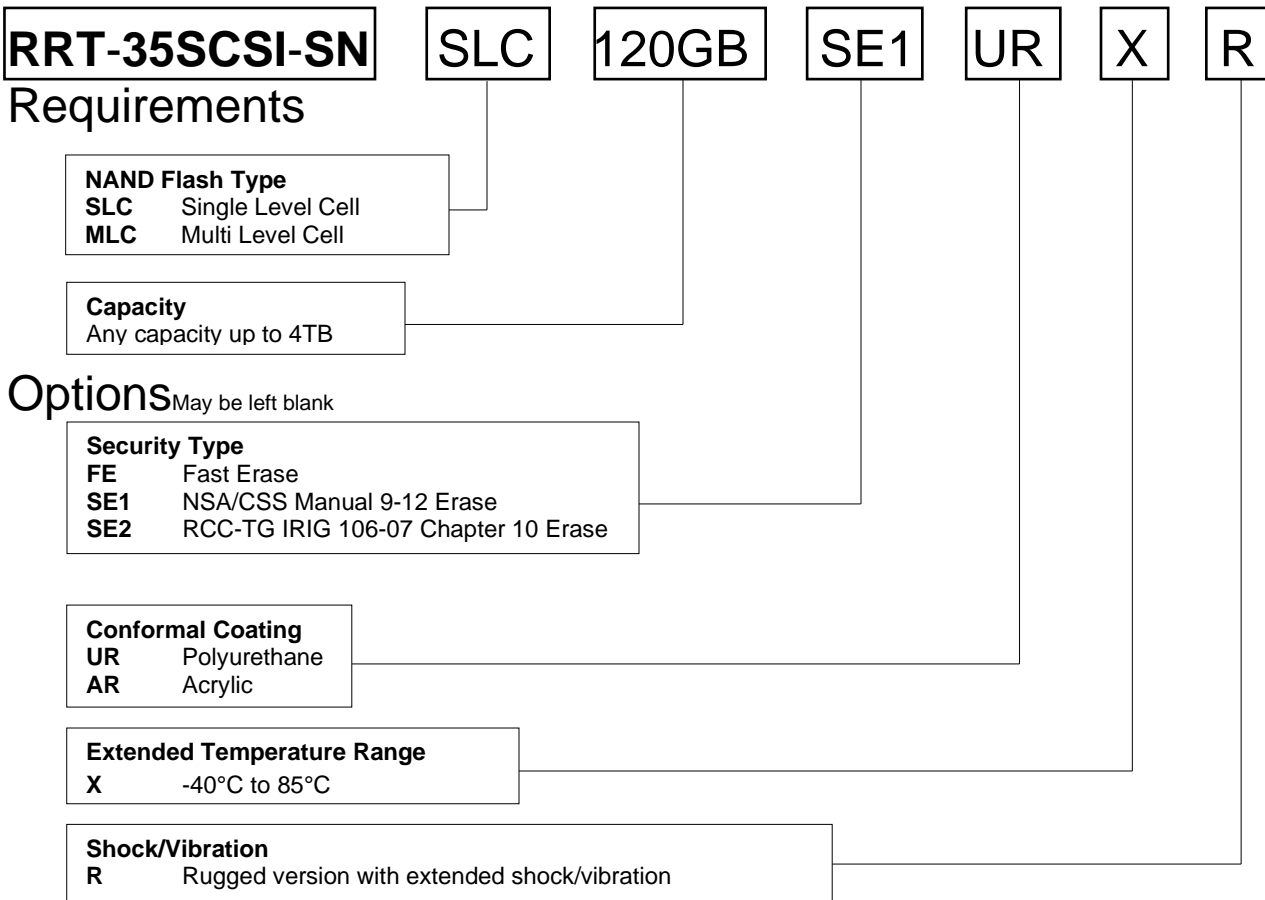 RRT-35SCSI-SN SLC 120GB SE1 UR X R
Requirements
NAND Flash Type
SLC Single Level Cell
MLC Multi Level Cell
Capacity
Any capacity up to 4TB
Options May be left blank
Security Type
FE Fast Erase
SE1 NSA/CSS Manual 9-12 Erase
SE2 RCC-TG IRIG 106-07 Chapter 10 Erase
Conformal Coating
UR Polyurethane
AR Acrylic
Extended Temperature Range
X -40°C to 85°C
Shock/Vibration
R Rugged version with extended shock/vibration